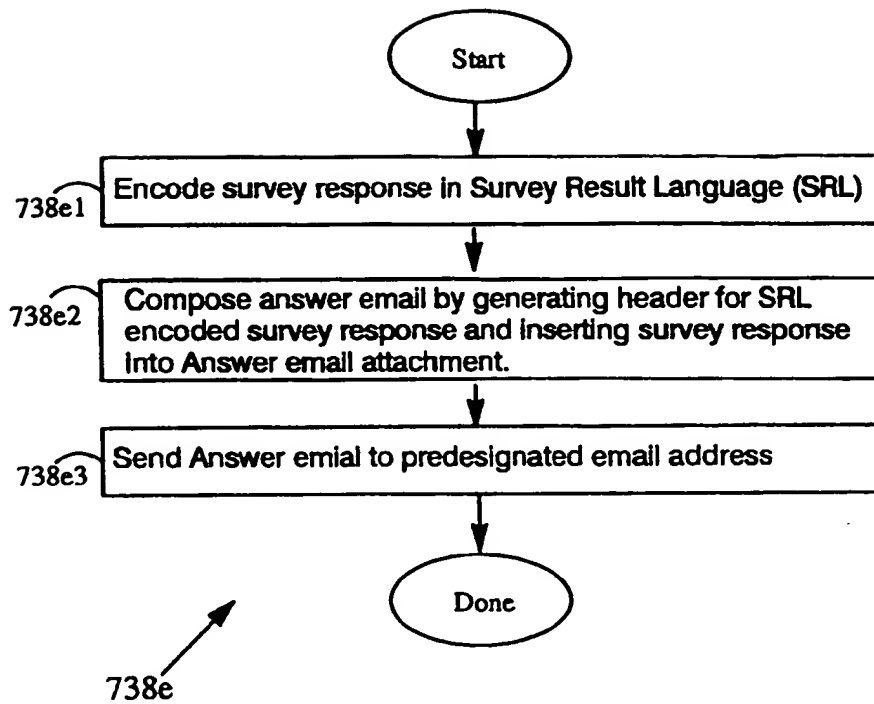 Start
738e1
Encode survey response in Survey Result Language (SRL)
738e2
Compose answer email by generating header for SRL
encoded survey response and inserting survey response
into Answer email attachment.
738e3
Send Answer emial to predesignated email address
Done
738e